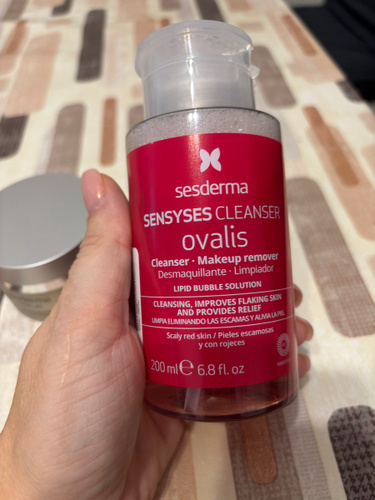 sesderma
SENSYSES CLEANSER
ovalis
Cleanser · Makeup remover
Desmaquillante · Limpiador
LIPID BUBBLE SOLUTION
CLEANSING, IMPROVES FLAKING SKIN
AND PROVIDES RELIEF
LIMPIA ELIMINANDO LAS ESCAMAS Y ALIVIA LA PIEL
Scaly red skin / Pieles escamosas
y con rojeces
200 ml ℮ 6.8 fl. oz